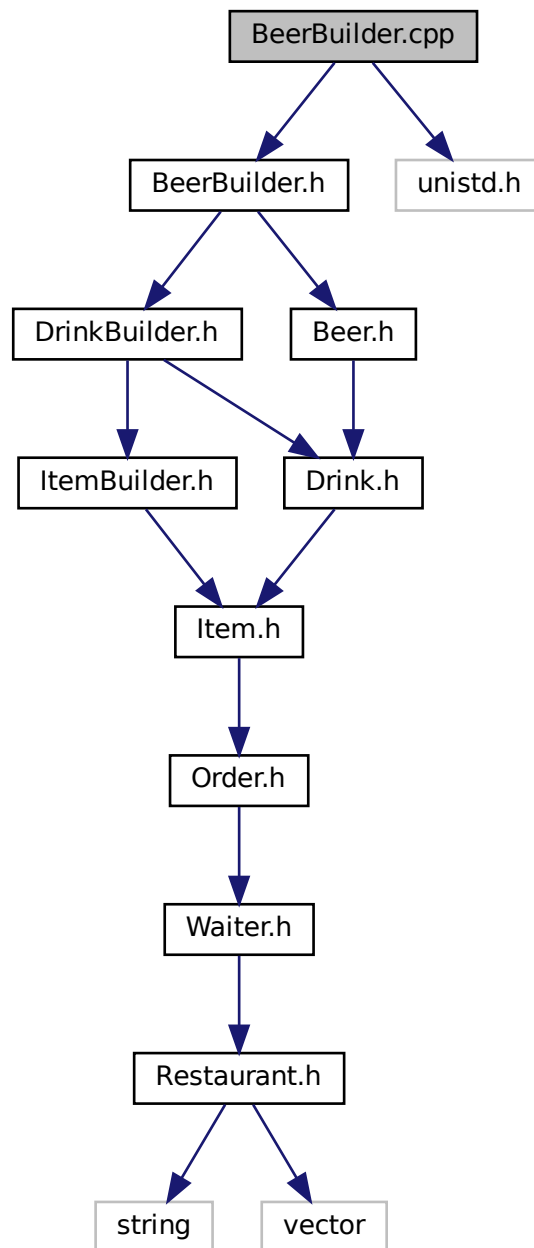 BeerBuilder.cpp
BeerBuilder.h
unistd.h
DrinkBuilder.h
Beer.h
ItemBuilder.h
Drink.h
Item.h
Order.h
Waiter.h
Restaurant.h
string
vector